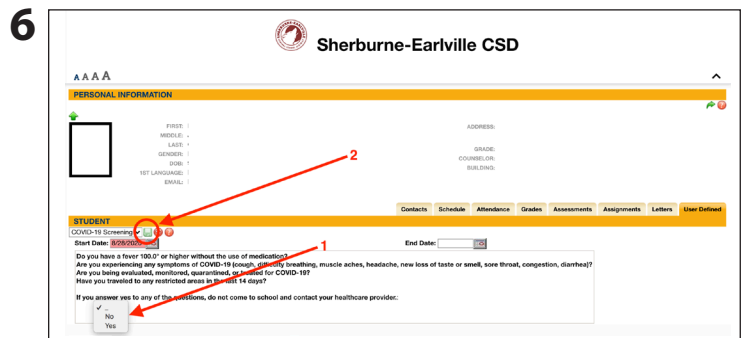 6
Sherburne-Earlville CSD
A A A A
PERSONAL INFORMATION
FIRST:
MIDDLE:
LAST:
GENDER:
DOB:
1ST LANGUAGE:
EMAIL:
ADDRESS:
GRADE:
COUNSELOR:
BUILDING:
2
Contacts Schedule Attendance Grades Assessments Assignments Letters User Defined
STUDENT
COVID-19 Screening
Start Date: 8/28/2020 End Date:
1
Do you have a fever 100.0° or higher without the use of medication?
Are you experiencing any symptoms of COVID-19 (cough, difficulty breathing, muscle aches, headache, new loss of taste or smell, sore throat, congestion, diarrhea)?
Are you being evaluated, monitored, quarantined, or tested for COVID-19?
Have you traveled to any restricted areas in the last 14 days?
If you answer yes to any of the questions, do not come to school and contact your healthcare provider.:
✓ _
No
Yes